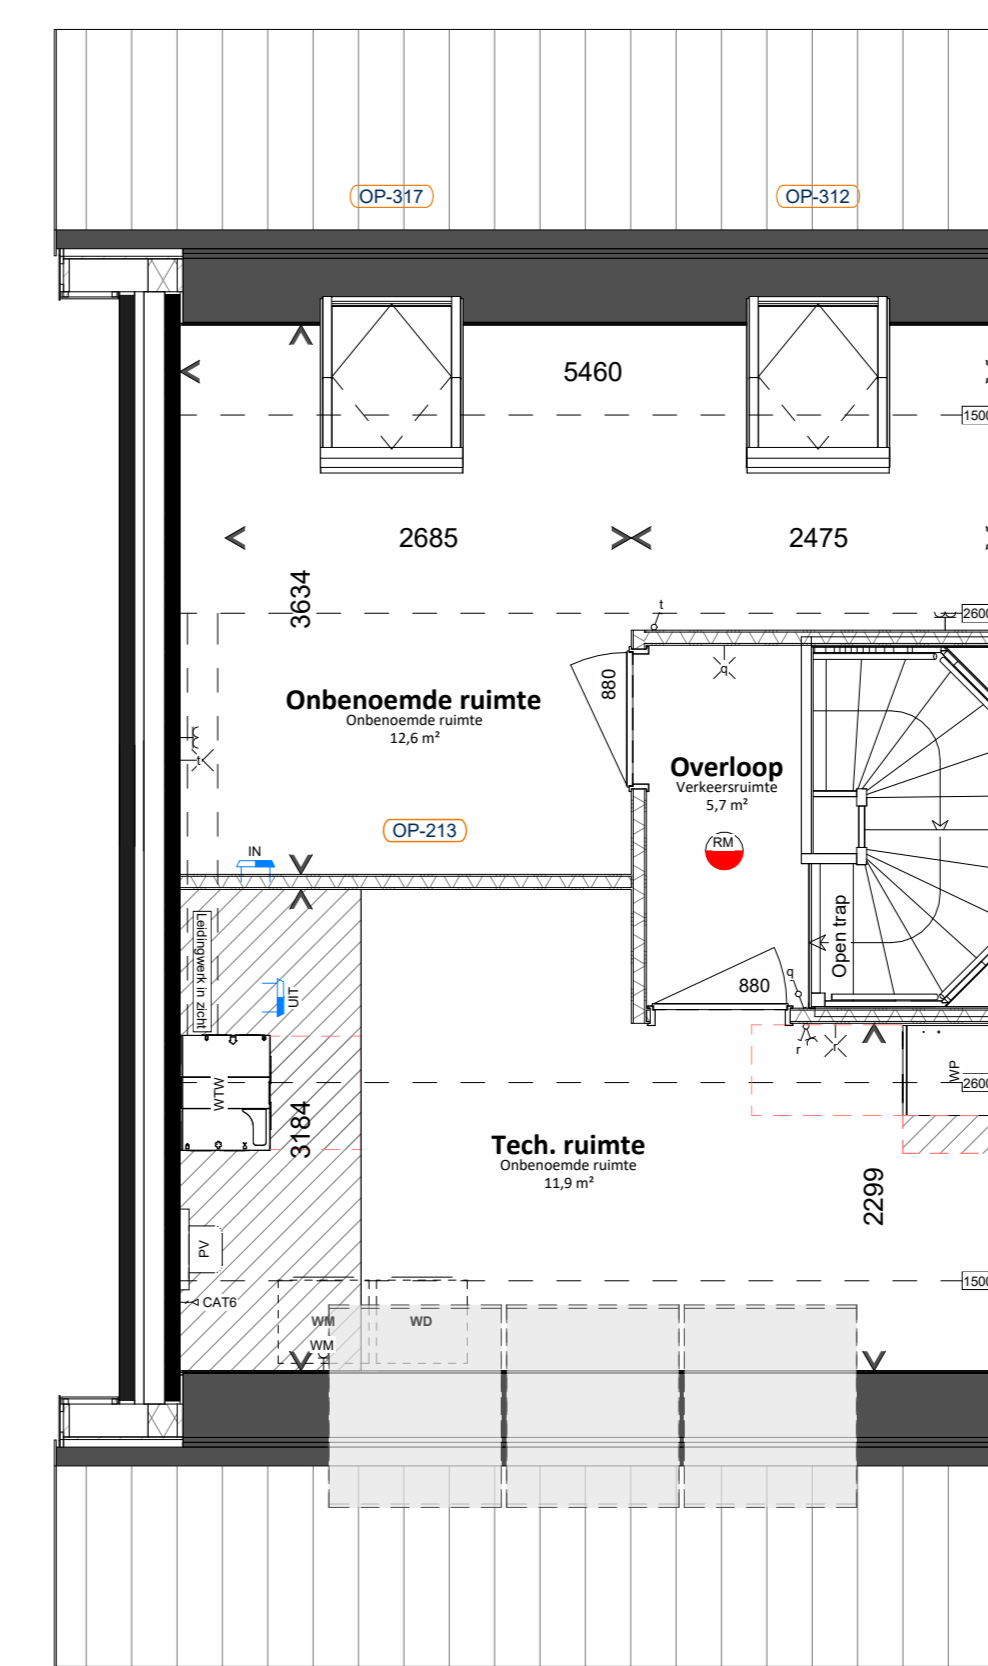 OP-317
OP-312
5460
1500
2685
2475
3634
t
2600
q
880
Onbenoemde ruimte
Onbenoemde ruimte
12,6 m²
t
Overloop
Verkeersruimte
5,7 m²
RM
OP-213
IN
Leidingwerk in zicht
UIT
Open trap
880
q
r
r
WTW
WP
2600
3184
Tech. ruimte
Onbenoemde ruimte
11,9 m²
2299
PV
CAT6
1500
WM
WD
WM